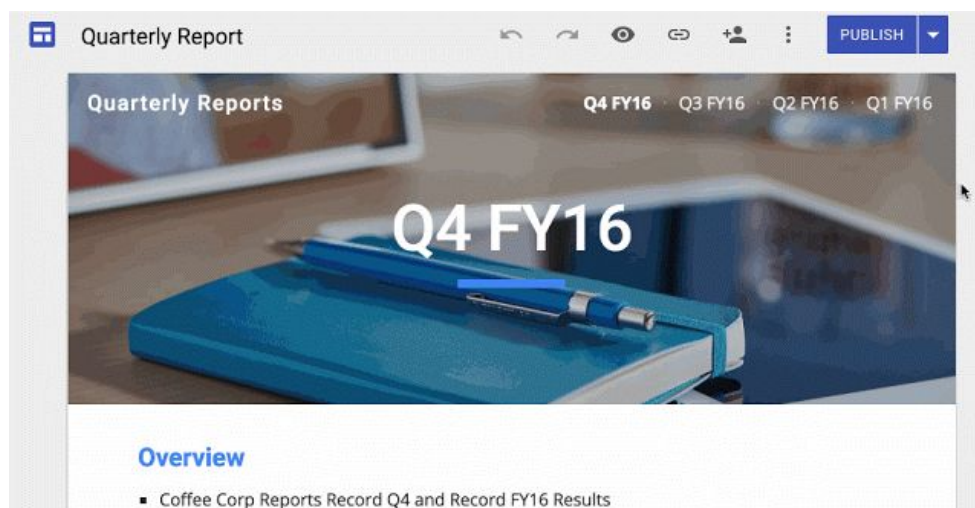 Quarterly Report
PUBLISH
Quarterly Reports
Q4 FY16 · Q3 FY16 · Q2 FY16 · Q1 FY16
Q4 FY16
Overview
▪ Coffee Corp Reports Record Q4 and Record FY16 Results